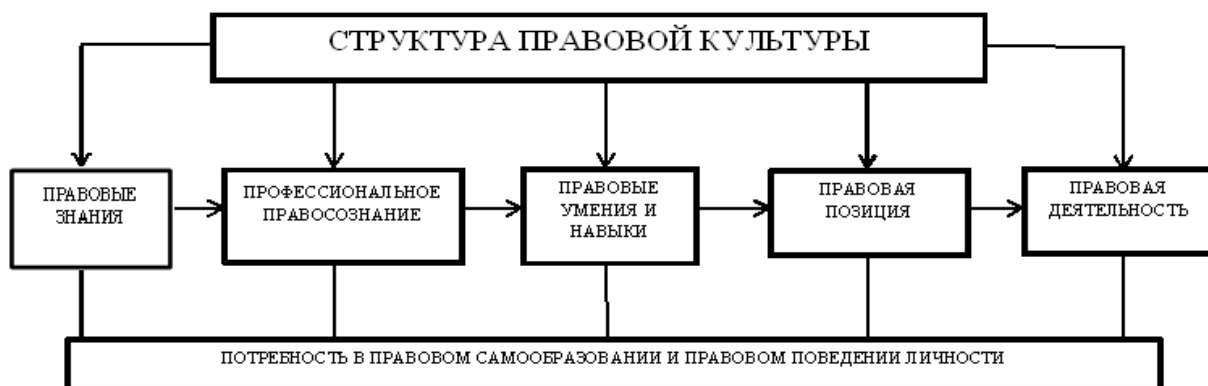 СТРУКТУРА ПРАВОВОЙ КУЛЬТУРЫ
ПРАВОВЫЕ
ЗНАНИЯ
ПРОФЕССИОНАЛЬНОЕ
ПРАВОСОЗНАНИЕ
ПРАВОВЫЕ
УМЕНИЯ И
НАВЫКИ
ПРАВОВАЯ
ПОЗИЦИЯ
ПРАВОВАЯ
ДЕЯТЕЛЬНОСТЬ
ПОТРЕБНОСТЬ В ПРАВОВОМ САМООБРАЗОВАНИИ И ПРАВОВОМ ПОВЕДЕНИИ ЛИЧНОСТИ